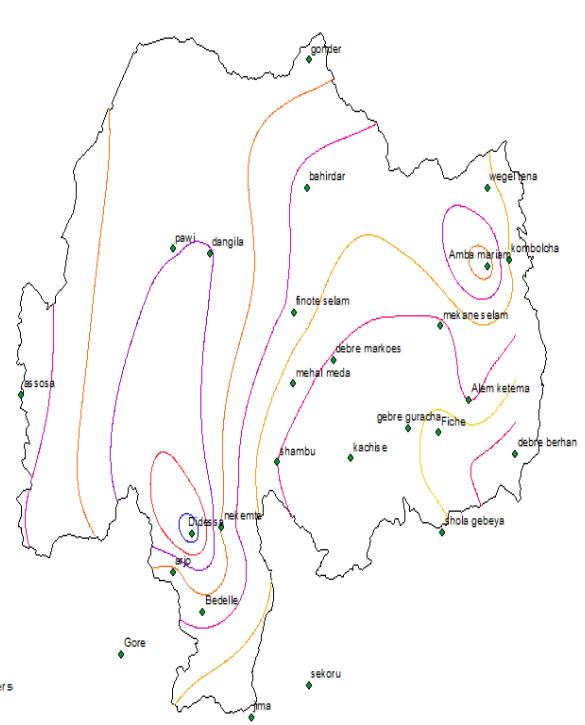 gonder
bahirdar
wegel tena
pawi
dangila
Amba mariam
kombolcha
finote selam
mekane selam
debre markoes
mehal meda
assosa
Alem ketema
gebre guracha
Fiche
debre berhan
shambu
kachise
Didessa
nekemte
shola gebeya
arjo
Bedelle
Gore
sekoru
jima
ers